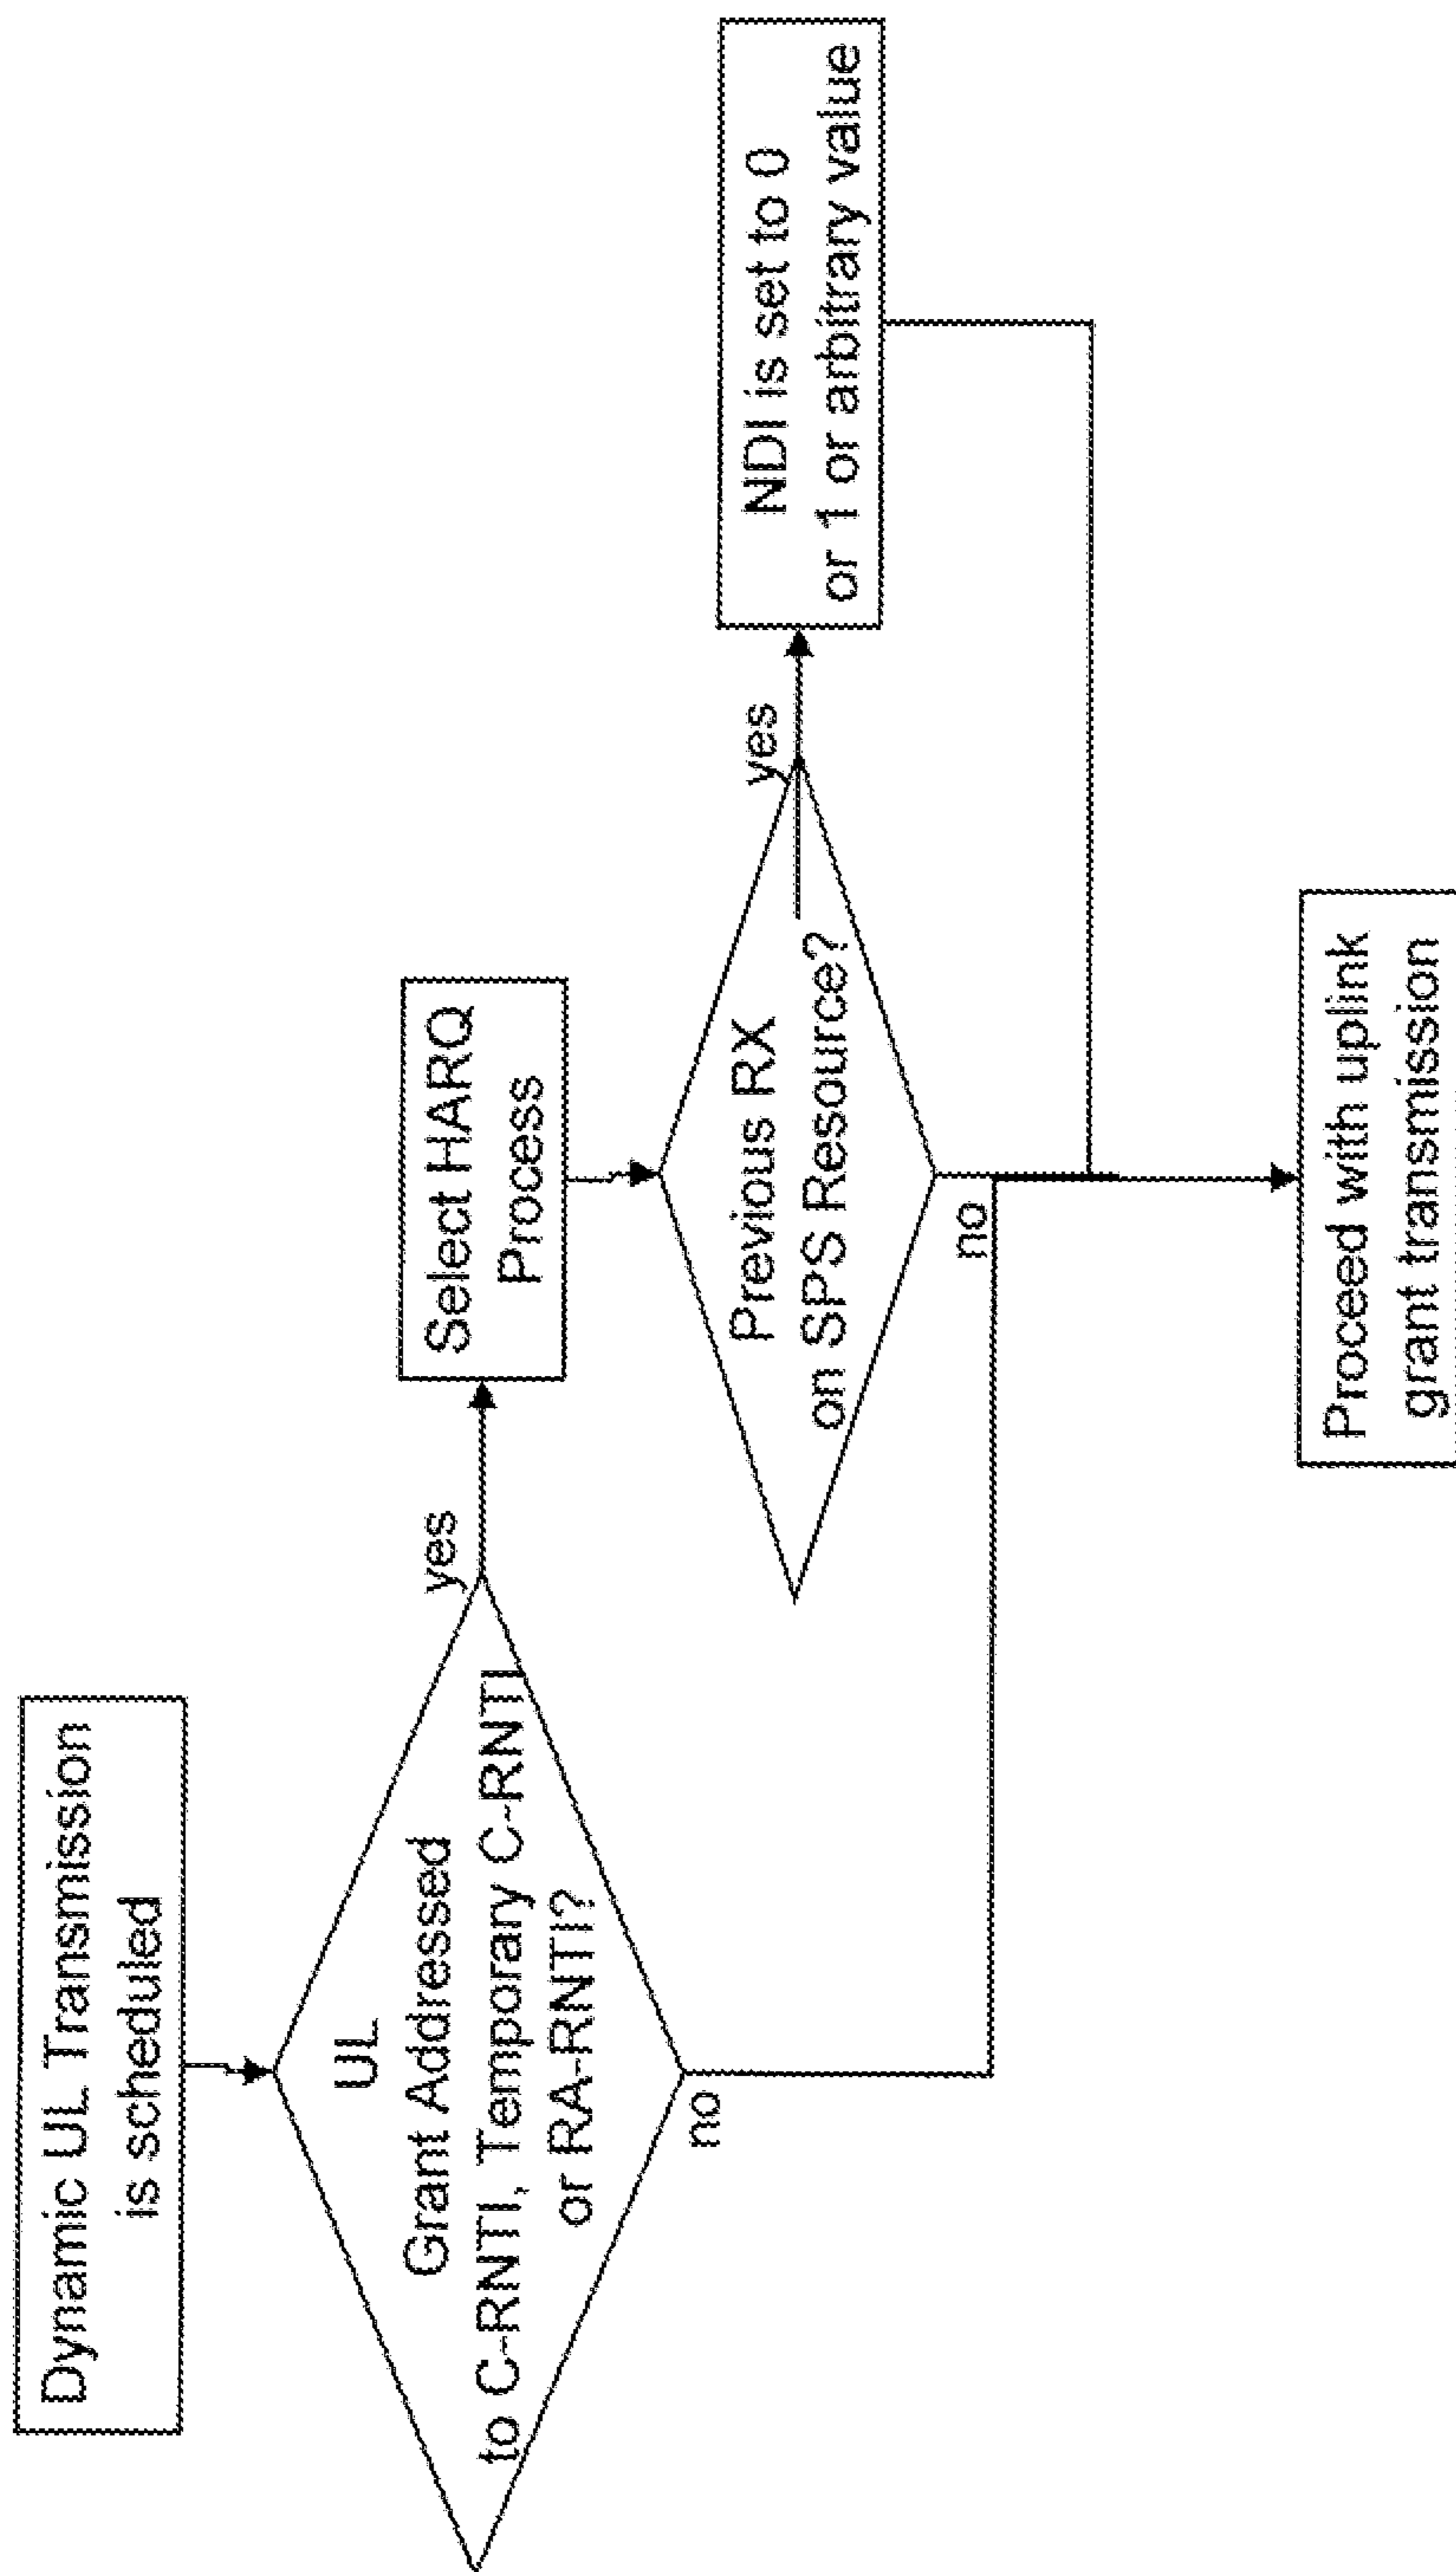 Dynamic UL Transmission
is scheduled
UL
Grant Addressed
to C-RNTI, Temporary C-RNTI
or RA-RNTI?
yes
no
Select HARQ
Process
Previous RX
on SPS Resource?
yes
no
NDI is set to 0
or 1 or arbitrary value
Proceed with uplink
grant transmission